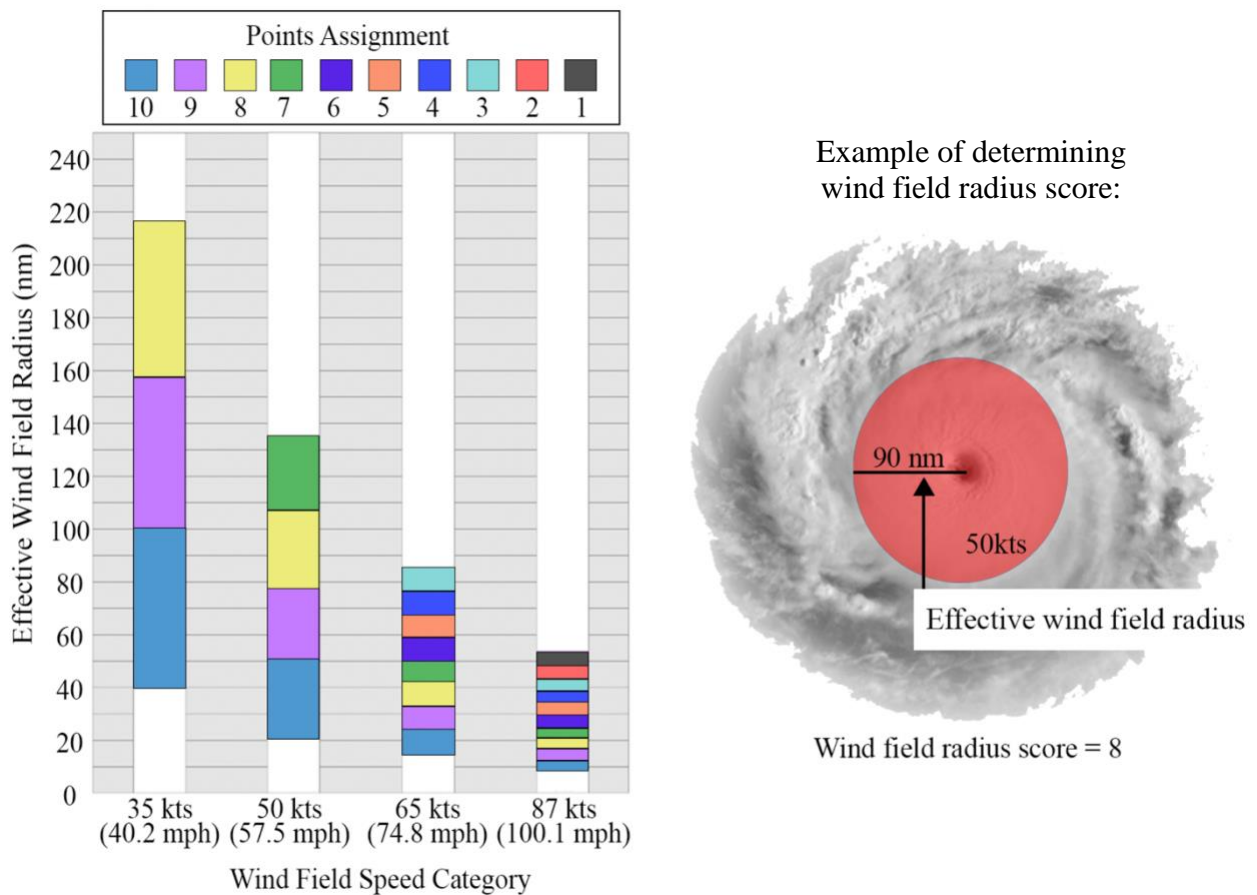 Points Assignment
10 9 8 7 6 5 4 3 2 1
Effective Wind Field Radius (nm)
240
220
200
180
160
140
120
100
80
60
40
20
0
35 kts 50 kts 65 kts 87 kts
(40.2 mph) (57.5 mph) (74.8 mph) (100.1 mph)
Wind Field Speed Category
Example of determining
wind field radius score:
90 nm
50kts
Effective wind field radius
Wind field radius score = 8